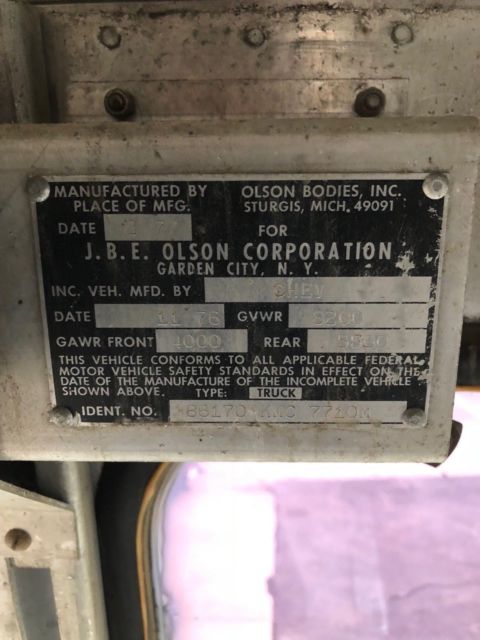 MANUFACTURED BY OLSON BODIES, INC.
PLACE OF MFG. STURGIS, MICH. 49091
DATE FOR
J.B.E. OLSON CORPORATION
GARDEN CITY, N. Y.
INC. VEH. MFD. BY CHEV
DATE 11 76 GVWR 8200
GAWR FRONT 4000 REAR
THIS VEHICLE CONFORMS TO ALL APPLICABLE FEDERAL
MOTOR VEHICLE SAFETY STANDARDS IN EFFECT ON THE
DATE OF THE MANUFACTURE OF THE INCOMPLETE VEHICLE
SHOWN ABOVE. TYPE: TRUCK
IDENT. NO.